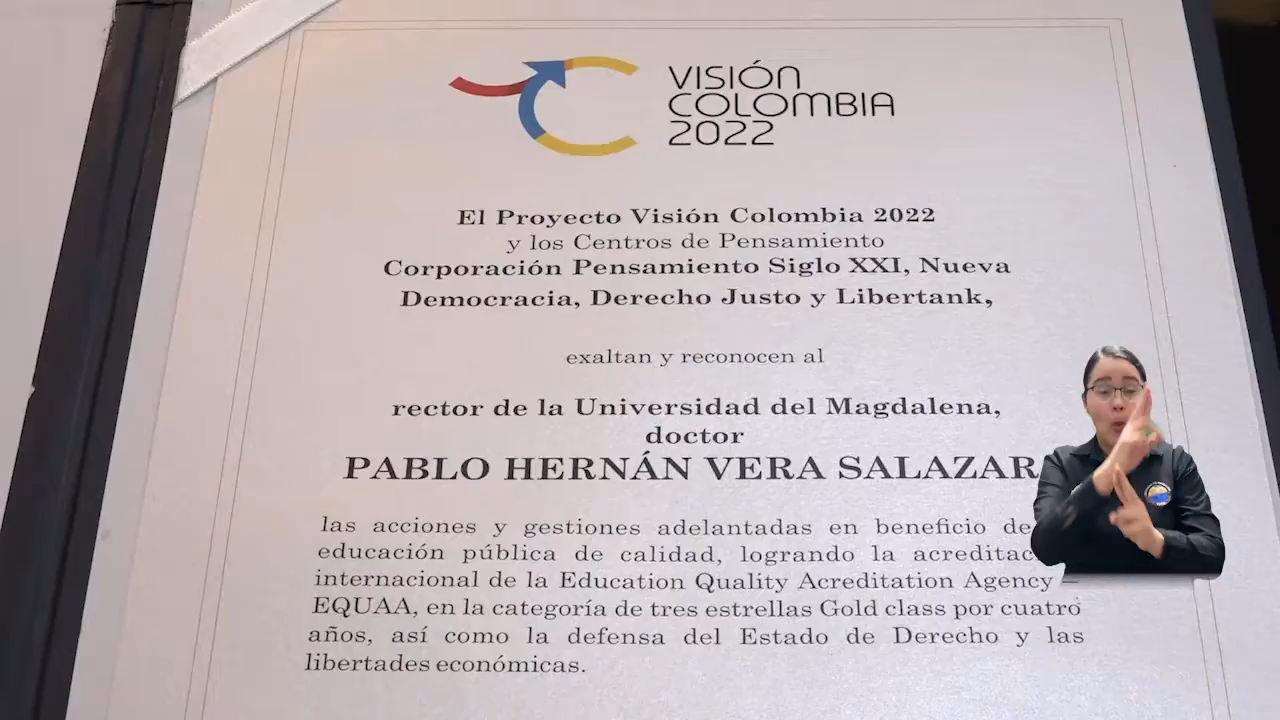 VISIÓN
COLOMBIA
2022
El Proyecto Visión Colombia 2022
y los Centros de Pensamiento
Corporación Pensamiento Siglo XXI, Nueva
Democracia, Derecho Justo y Libertank,
exaltan y reconocen al
rector de la Universidad del Magdalena,
doctor
PABLO HERNÁN VERA SALAZAR
las acciones y gestiones adelantadas en beneficio de
educación pública de calidad, logrando la
internacional de la Education Quality Acreditation Agency –
EQUAA, en la categoría de tres estrellas Gold class por cuatro
años, así como la defensa del Estado de Derecho y las
libertades económicas.